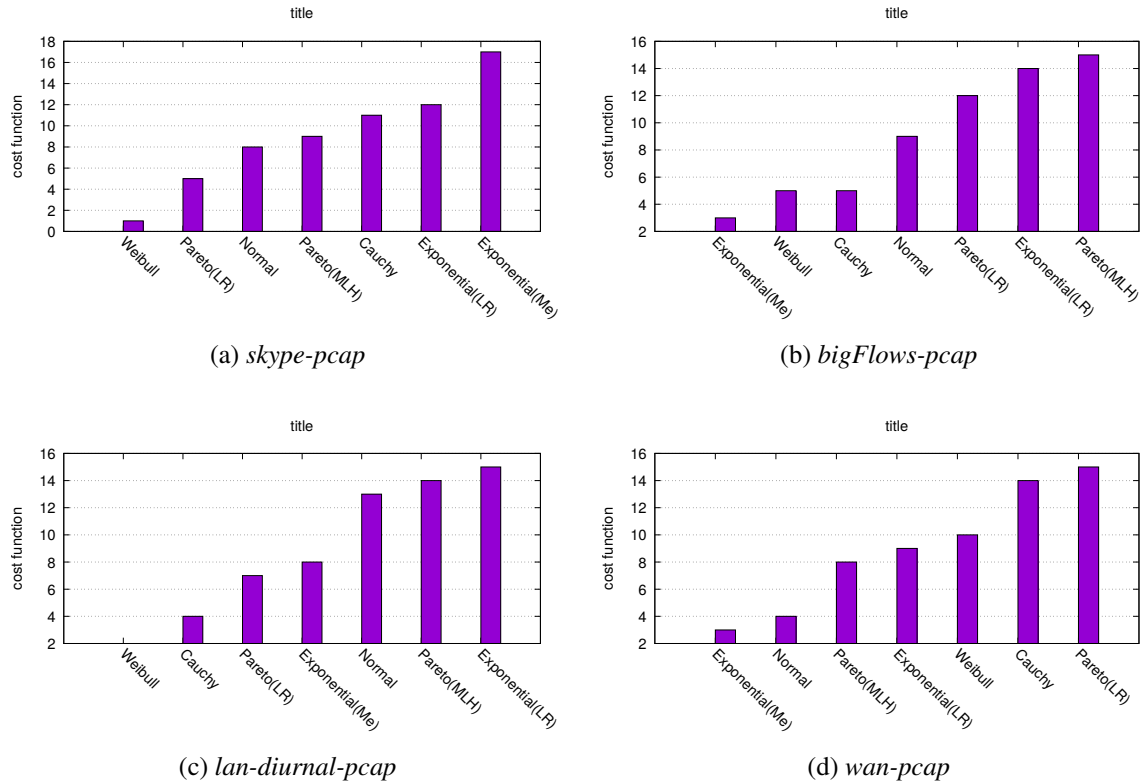 title
cost function
18
16
14
12
10
8
6
4
2
0
Weibull
Pareto(LR)
Normal
Pareto(MLH)
Cauchy
Exponential(LR)
Exponential(Me)
(a) skype-pcap
title
cost function
16
14
12
10
8
6
4
2
Exponential(Me)
Weibull
Cauchy
Normal
Pareto(LR)
Exponential(LR)
Pareto(MLH)
(b) bigFlows-pcap
title
cost function
16
14
12
10
8
6
4
2
Weibull
Cauchy
Pareto(LR)
Exponential(Me)
Normal
Pareto(MLH)
Exponential(LR)
(c) lan-diurnal-pcap
title
cost function
16
14
12
10
8
6
4
2
Exponential(Me)
Normal
Pareto(MLH)
Exponential(LR)
Weibull
Cauchy
Pareto(LR)
(d) wan-pcap